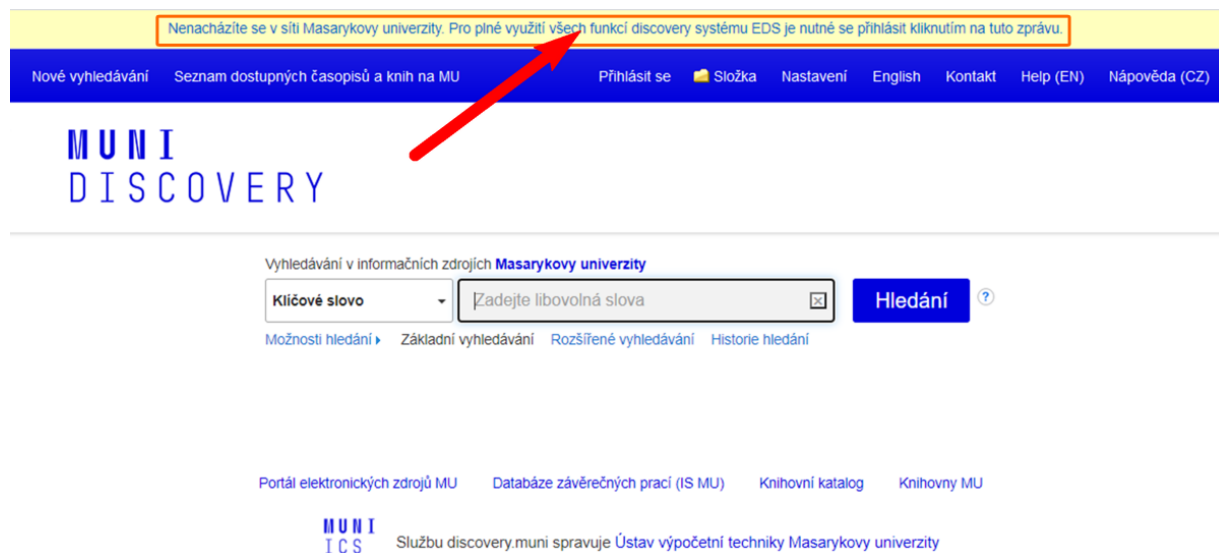 Nenacházíte se v síti Masarykovy univerzity. Pro plné využití všech funkcí discovery systému EDS je nutné se přihlásit kliknutím na tuto zprávu.
Nové vyhledávání Seznam dostupných časopisů a knih na MU Přihlásit se Složka Nastavení English Kontakt Help (EN) Nápověda (CZ)
MUNI
DISCOVERY
Vyhledávání v informačních zdrojích Masarykovy univerzity
Klíčové slovo Zadejte libovolná slova Hledání ?
Možnosti hledání Základní vyhledávání Rozšířené vyhledávání Historie hledání
Portál elektronických zdrojů MU Databáze závěrečných prací (IS MU) Knihovní katalog Knihovny MU
MUNI
ICS Službu discovery.muni spravuje Ústav výpočetní techniky Masarykovy univerzity